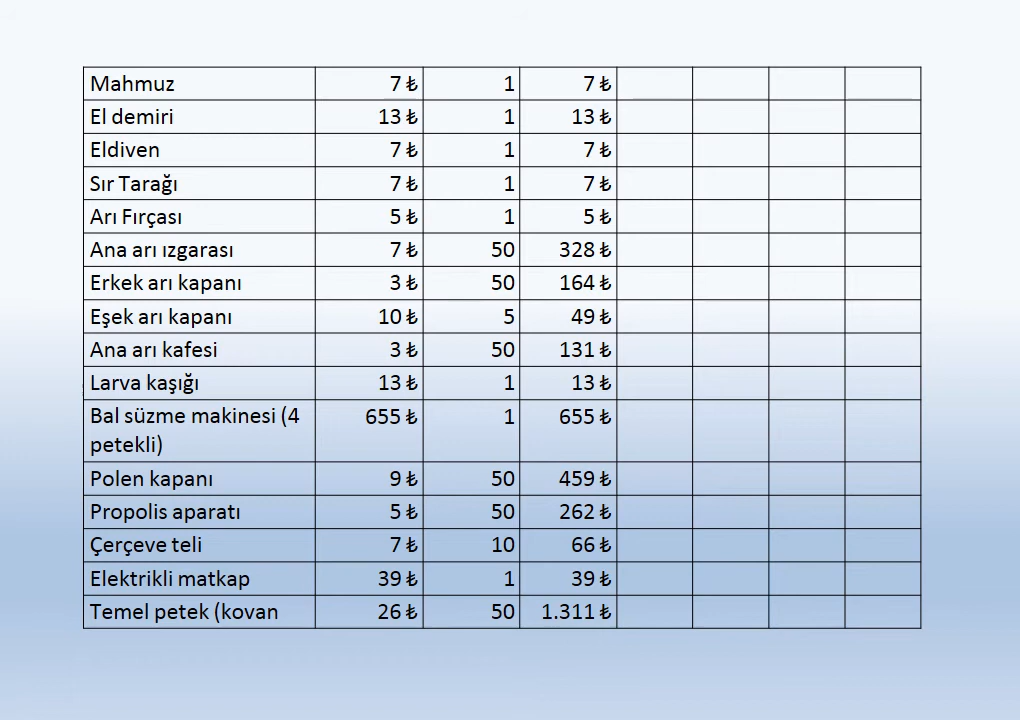 Mahmuz 7 ₺ 1 7 ₺
El demiri 13 ₺ 1 13 ₺
Eldiven 7 ₺ 1 7 ₺
Sır Tarağı 7 ₺ 1 7 ₺
Arı Fırçası 5 ₺ 1 5 ₺
Ana arı ızgarası 7 ₺ 50 328 ₺
Erkek arı kapanı 3 ₺ 50 164 ₺
Eşek arı kapanı 10 ₺ 5 49 ₺
Ana arı kafesi 3 ₺ 50 131 ₺
Larva kaşığı 13 ₺ 1 13 ₺
Bal süzme makinesi (4 655 ₺ 1 655 ₺
petekli)
Polen kapanı 9 ₺ 50 459 ₺
Propolis aparatı 5 ₺ 50 262 ₺
Çerçeve teli 7 ₺ 10 66 ₺
Elektrikli matkap 39 ₺ 1 39 ₺
Temel petek (kovan 26 ₺ 50 1.311 ₺